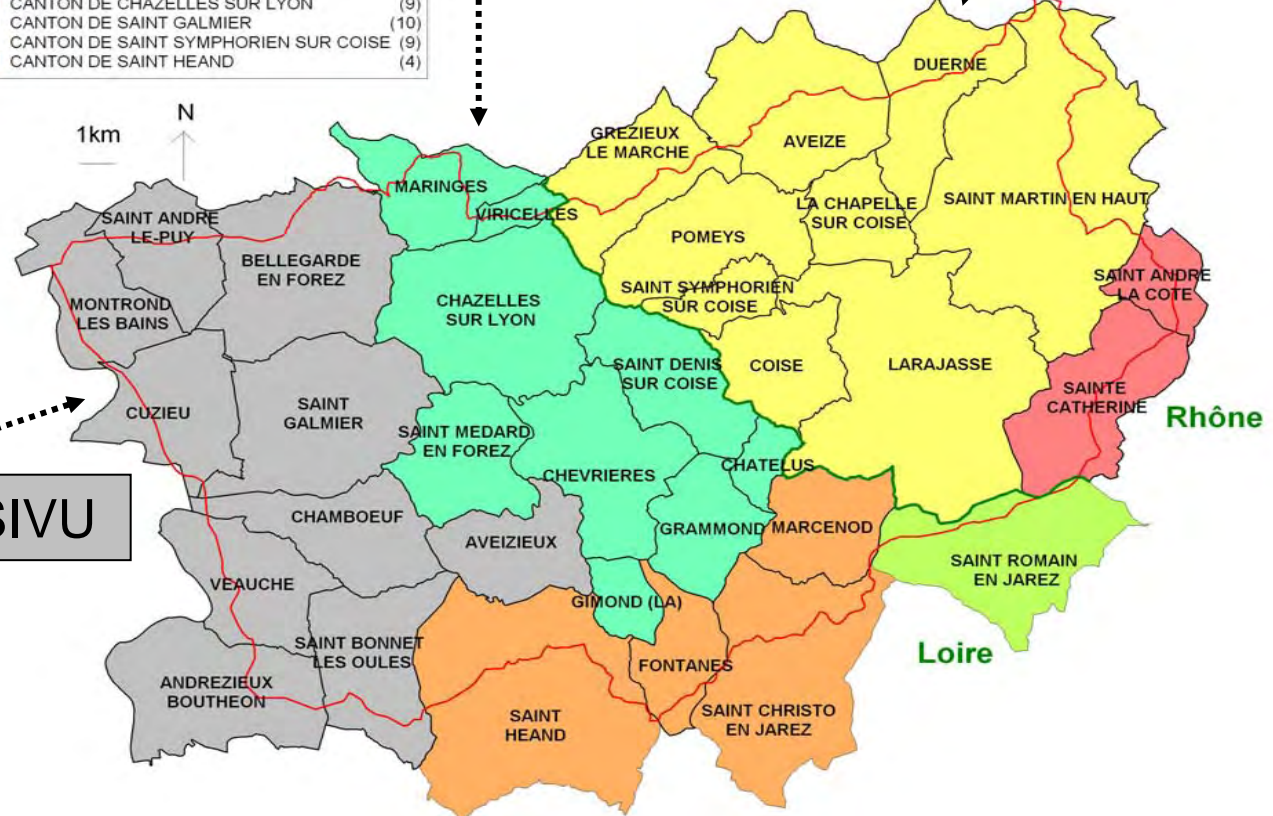 CANTON DE CHAZELLES SUR LYON (9)
CANTON DE SAINT GALMIER (10)
CANTON DE SAINT SYMPHORIEN SUR COISE (9)
CANTON DE SAINT HEAND (4)
N
1km
DUERNE
GREZIEUX
LE MARCHE
AVEIZE
MARINGES
SAINT MARTIN EN HAUT
LA CHAPELLE
SUR COISE
VIRICELLES
SAINT ANDRE
LE-PUY
POMEYS
BELLEGARDE
EN FOREZ
SAINT ANDRE
LA COTE
SAINT SYMPHORIEN
SUR COISE
MONTROND
LES BAINS
CHAZELLES
SUR LYON
SAINT DENIS
SUR COISE
COISE
LARAJASSE
SAINTE
CATHERINE
Rhône
CUZIEU
SAINT
GALMIER
SAINT MEDARD
EN FOREZ
CHEVRIERES
CHATELUS
SIVU
CHAMBOEUF
AVEIZIEUX
GRAMMOND
MARCENOD
SAINT ROMAIN
EN JAREZ
VEAUCHE
GIMOND (LA)
SAINT BONNET
LES OULES
Loire
FONTANES
ANDREZIEUX
BOUTHEON
SAINT
HEAND
SAINT CHRISTO
EN JAREZ